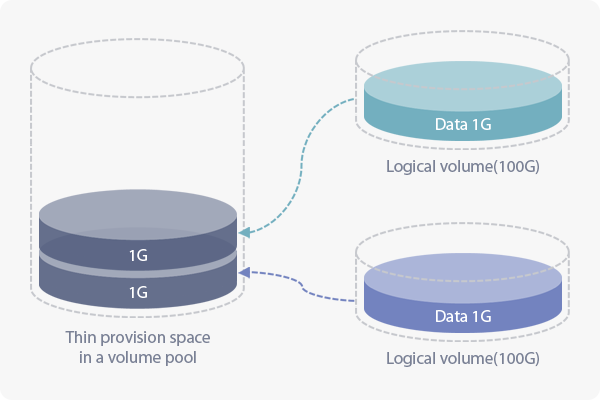 1G
1G
Thin provision space
in a volume pool
Data 1G
Logical volume(100G)
Data 1G
Logical volume(100G)